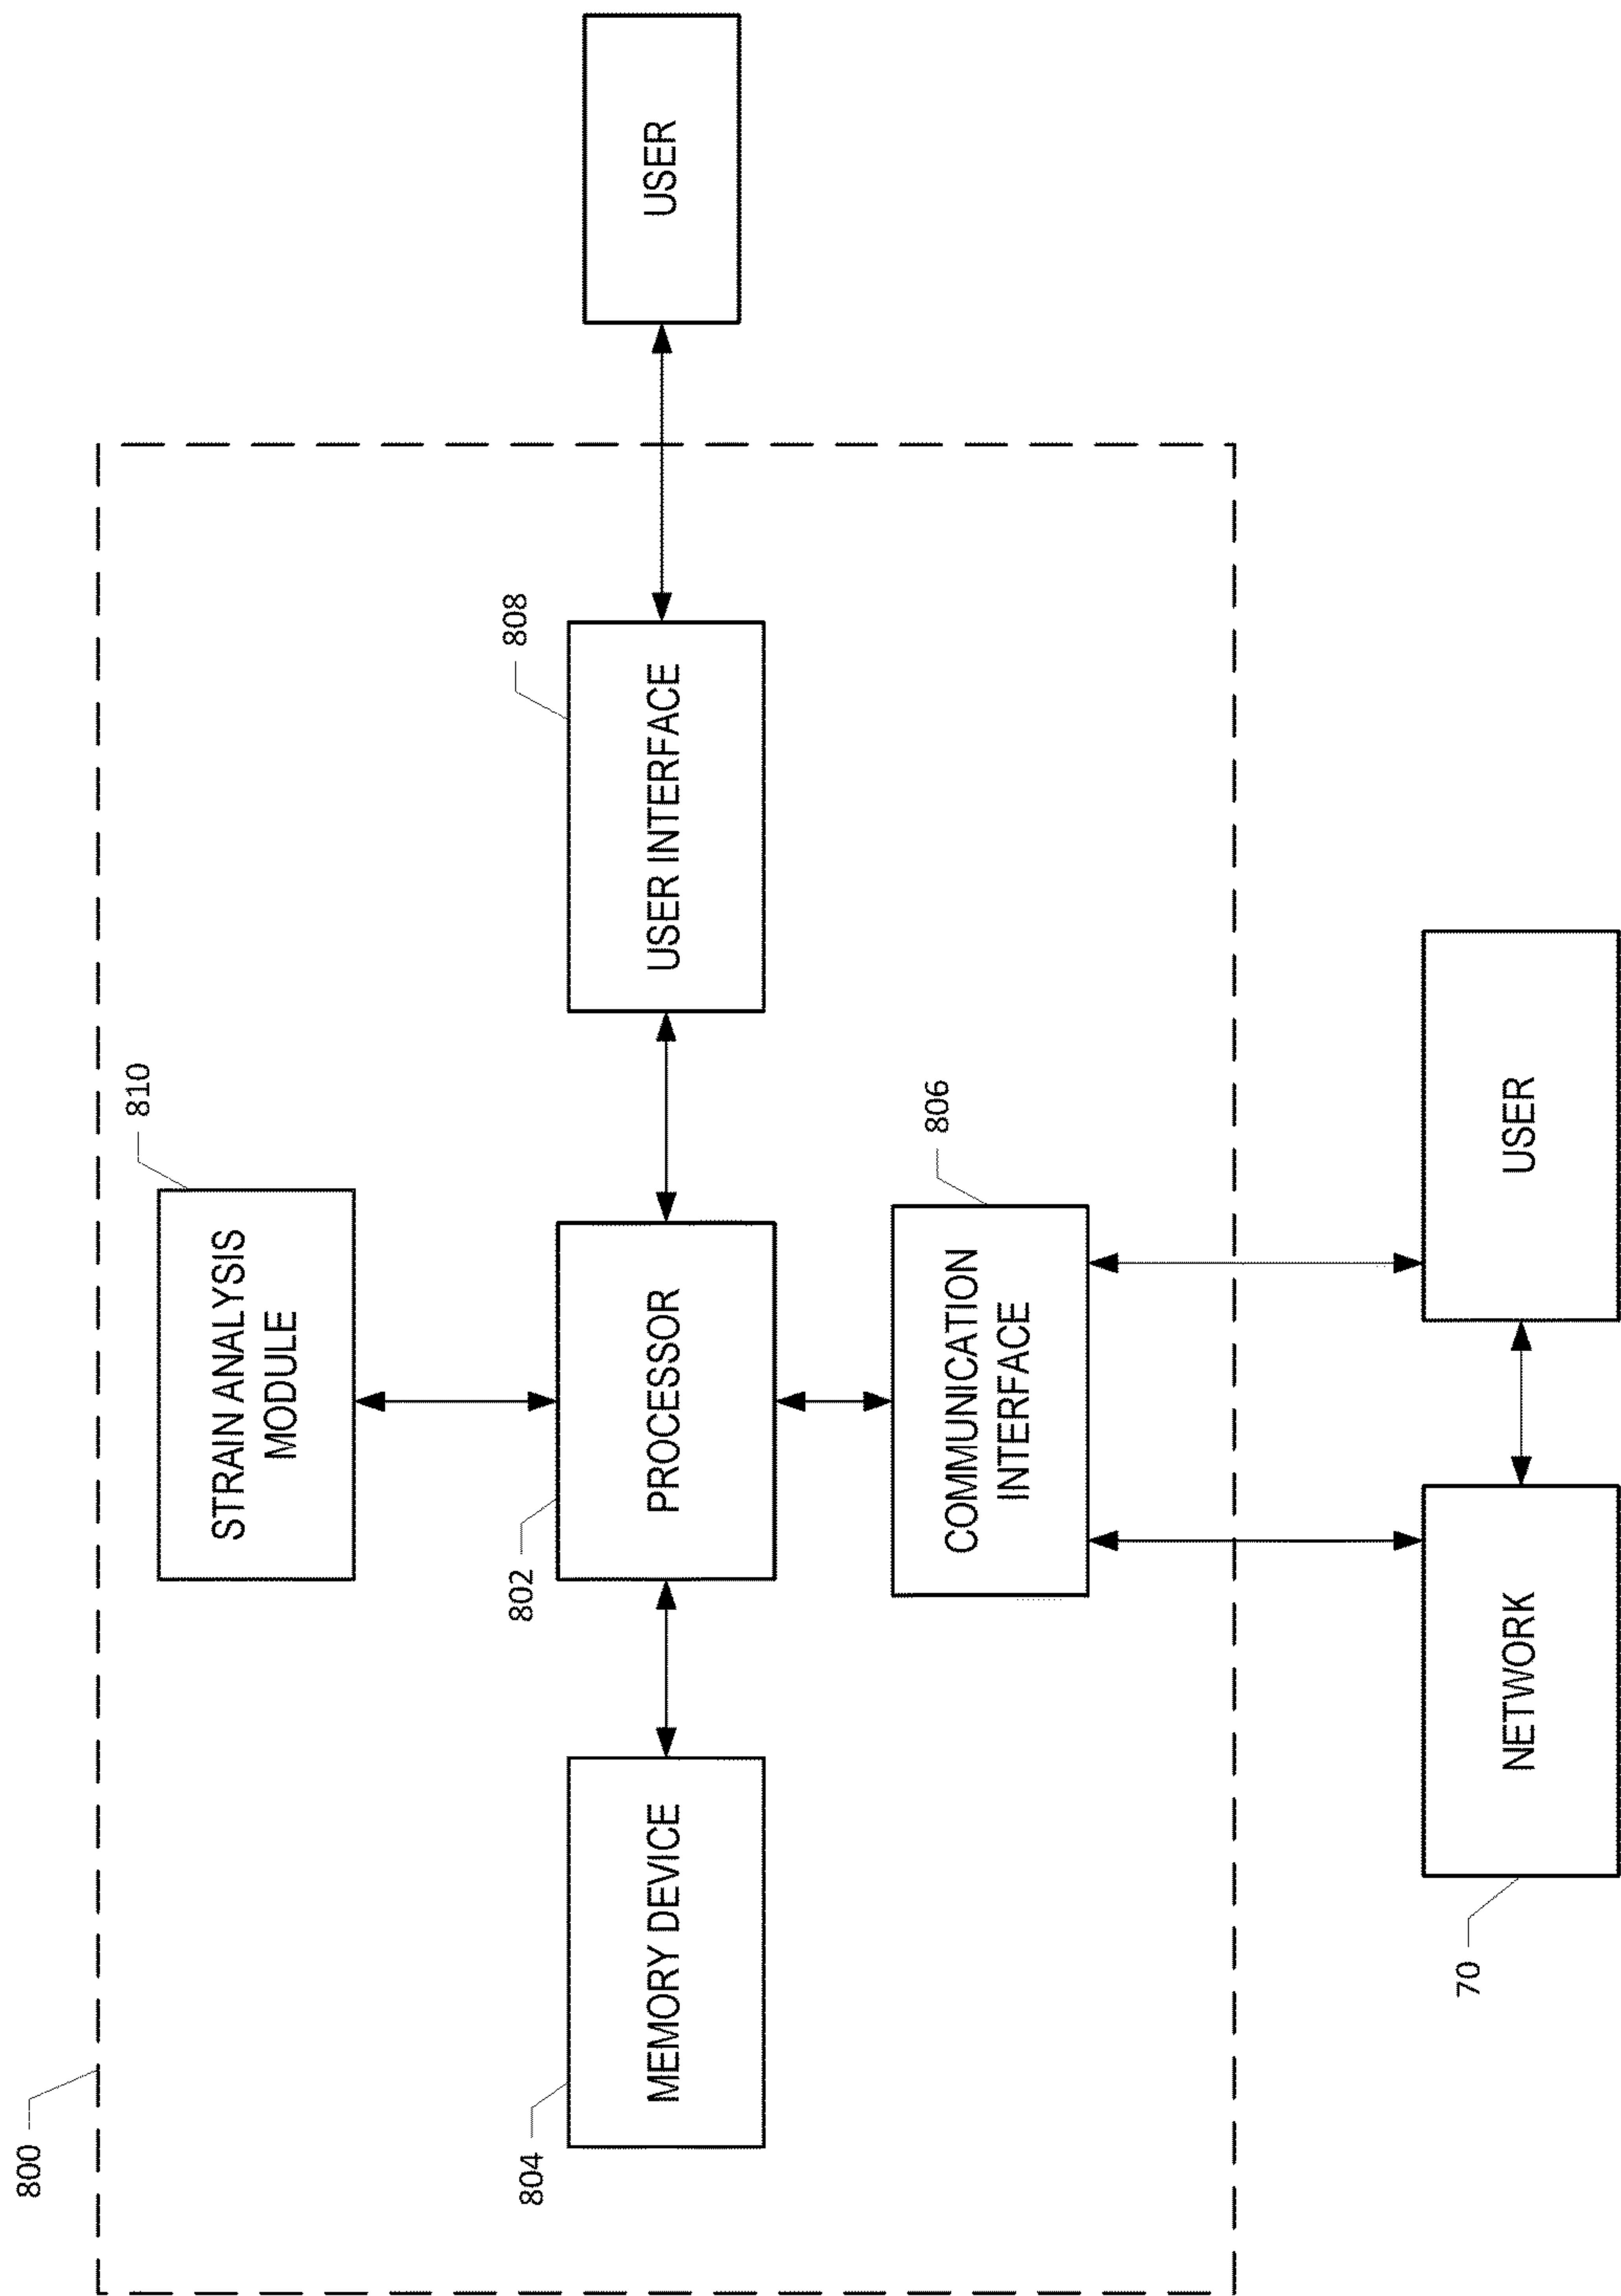 800
810
STRAIN ANALYSIS
MODULE
804
802
808
MEMORY DEVICE
PROCESSOR
USER INTERFACE
USER
806
COMMUNICATION
INTERFACE
70
NETWORK
USER